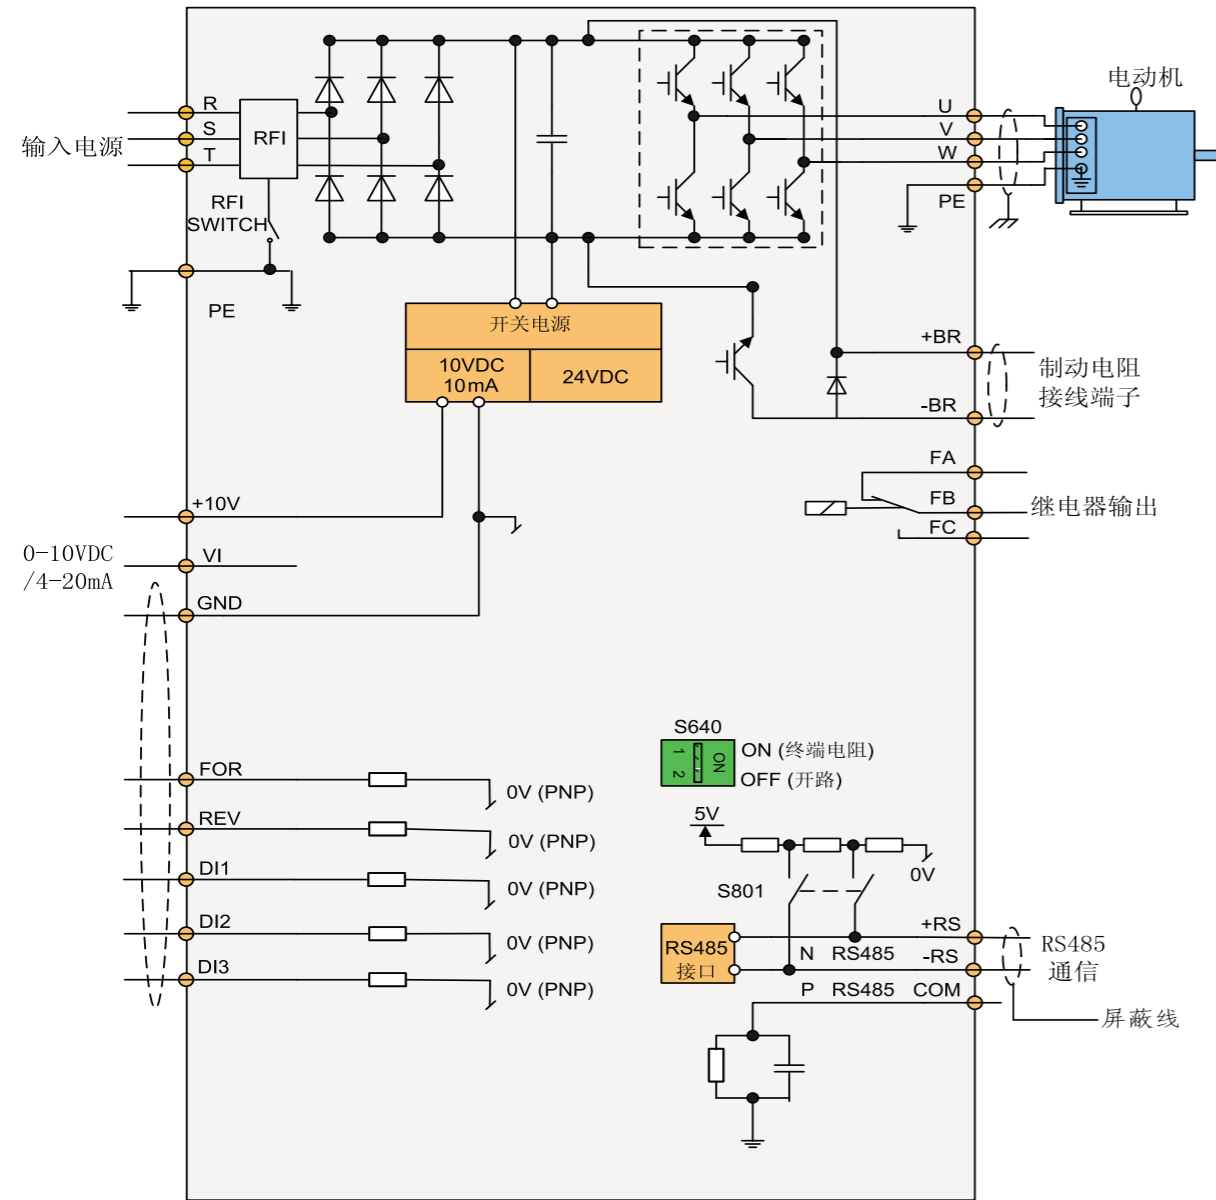 电动机
R
S
T
输入电源
RFI
RFI
SWITCH
PE
U
V
W
PE
开关电源
10VDC
10mA
24VDC
+BR
-BR
制动电阻
接线端子
FA
FB
FC
继电器输出
+10V
VI
GND
0-10VDC
/4-20mA
FOR
0V (PNP)
REV
0V (PNP)
DI1
0V (PNP)
DI2
0V (PNP)
DI3
0V (PNP)
S640
1
2
ON
ON (终端电阻)
OFF (开路)
5V
0V
S801
RS485
接口
N RS485
P RS485
+RS
-RS
COM
RS485
通信
屏蔽线